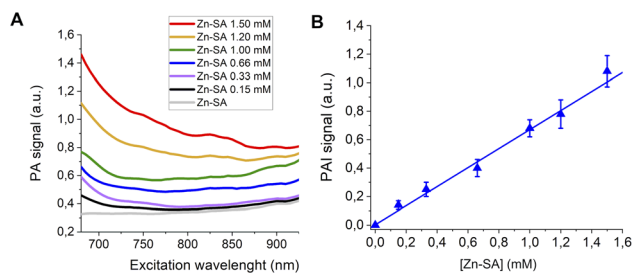 A
Zn-SA 1.50 mM
Zn-SA 1.20 mM
Zn-SA 1.00 mM
Zn-SA 0.66 mM
Zn-SA 0.33 mM
Zn-SA 0.15 mM
Zn-SA
PA signal (a.u.)
1,6
1,4
1,2
1,0
0,8
0,6
0,4
0,2
700 750 800 850 900
Excitation wavelenght (nm)
B
PAI signal (a.u.)
1,4
1,2
1,0
0,8
0,6
0,4
0,2
0,0
0,0 0,2 0,4 0,6 0,8 1,0 1,2 1,4 1,6
[Zn-SA] (mM)